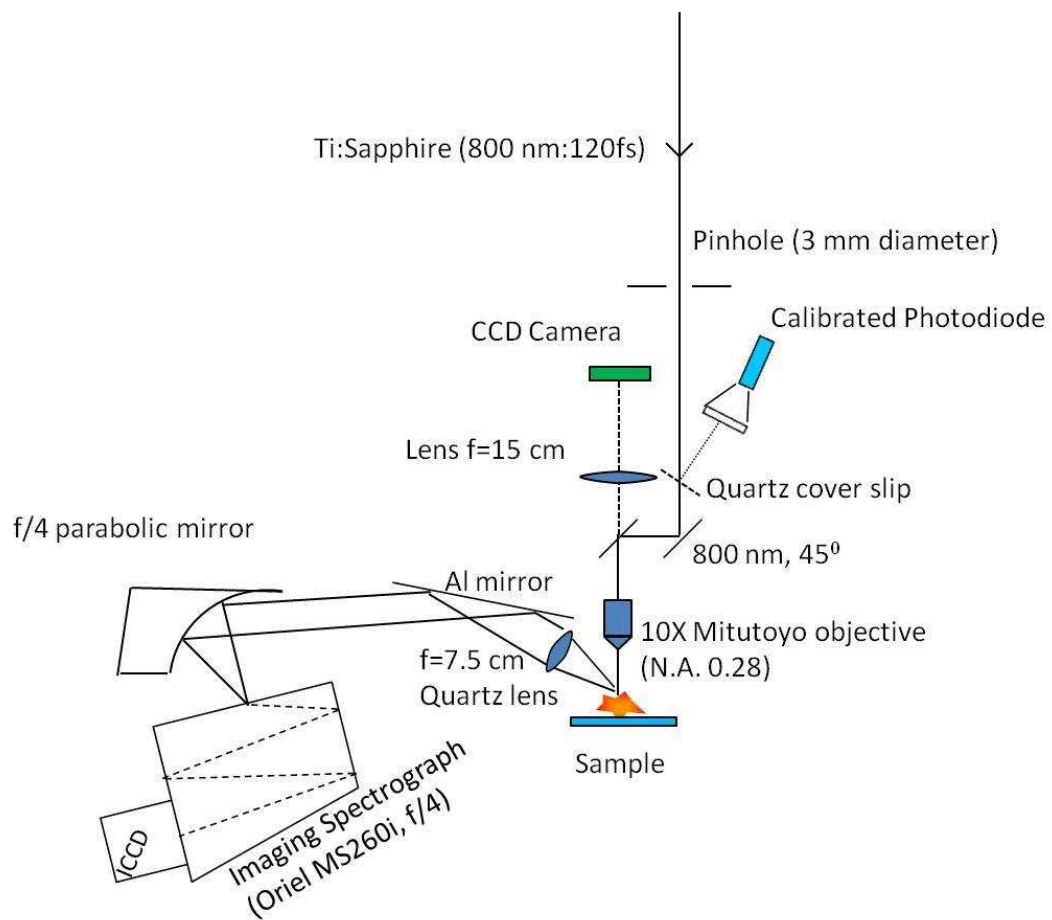 Ti:Sapphire (800 nm:120fs)
Pinhole (3 mm diameter)
Calibrated Photodiode
CCD Camera
Lens f=15 cm
Quartz cover slip
f/4 parabolic mirror
800 nm, 45⁰
Al mirror
10X Mitutoyo objective
(N.A. 0.28)
f=7.5 cm
Quartz lens
Sample
Imaging Spectrograph
(Oriel MS260i, f/4)
ICCD